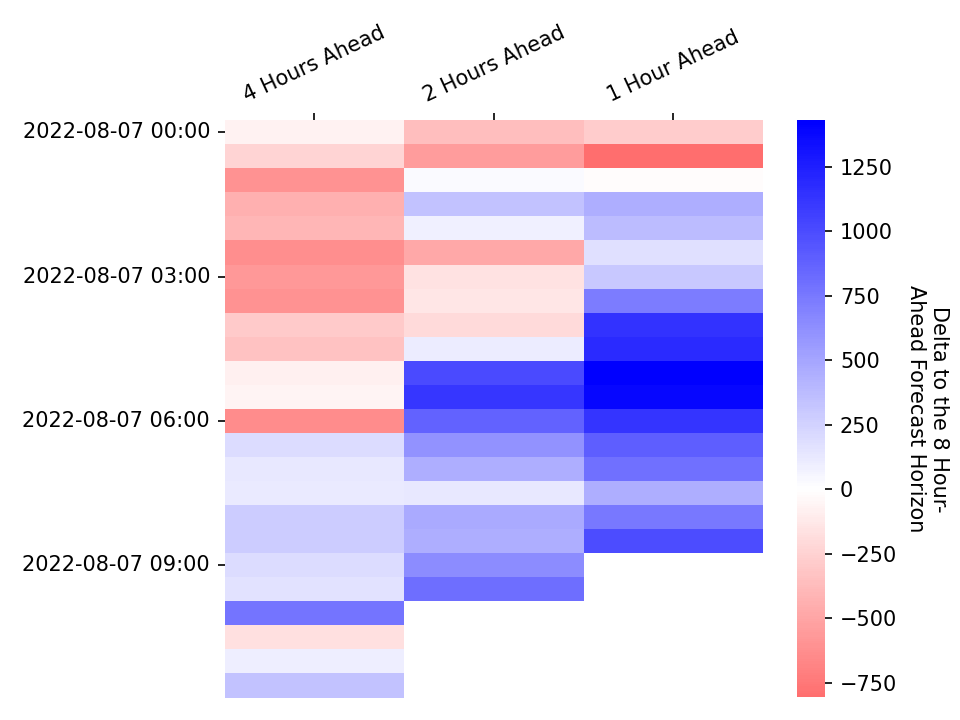 4 Hours Ahead
2 Hours Ahead
1 Hour Ahead
2022-08-07 00:00
2022-08-07 03:00
2022-08-07 06:00
2022-08-07 09:00
1250
1000
750
500
250
0
−250
−500
−750
Delta to the 8 Hour-
Ahead Forecast Horizon